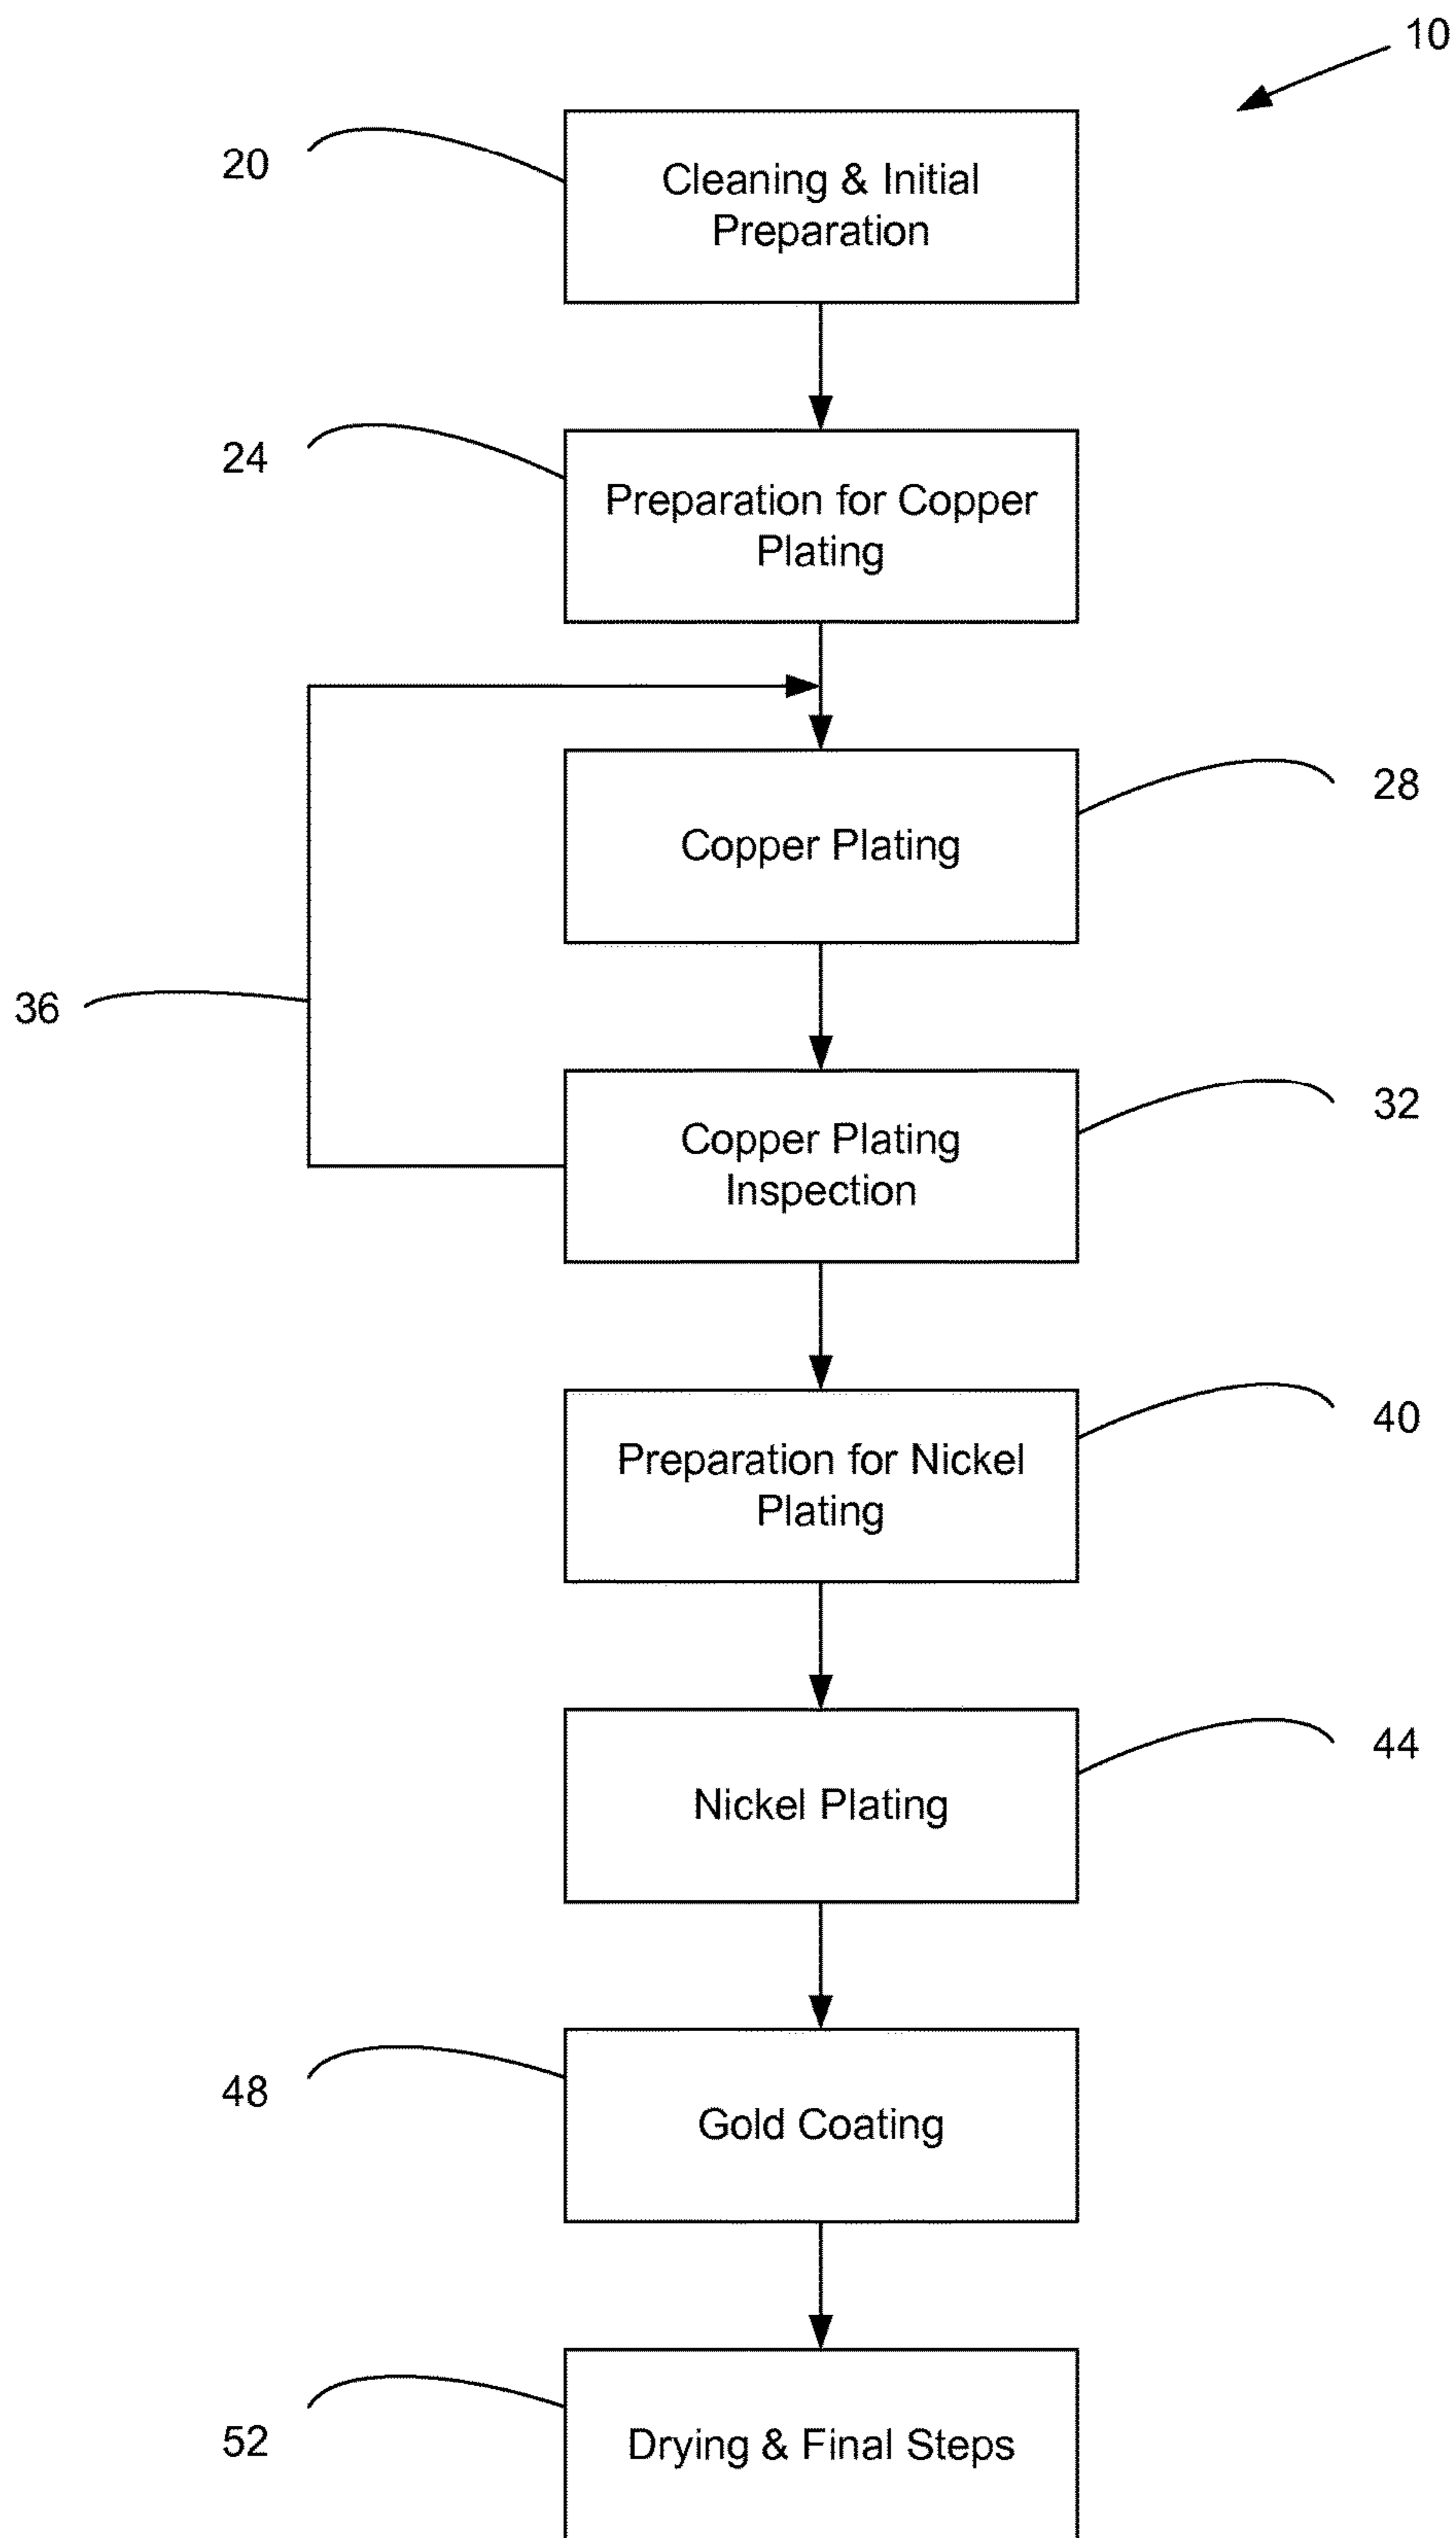 10
20
Cleaning & Initial
Preparation
24
Preparation for Copper
Plating
28
Copper Plating
36
32
Copper Plating
Inspection
40
Preparation for Nickel
Plating
44
Nickel Plating
48
Gold Coating
52
Drying & Final Steps